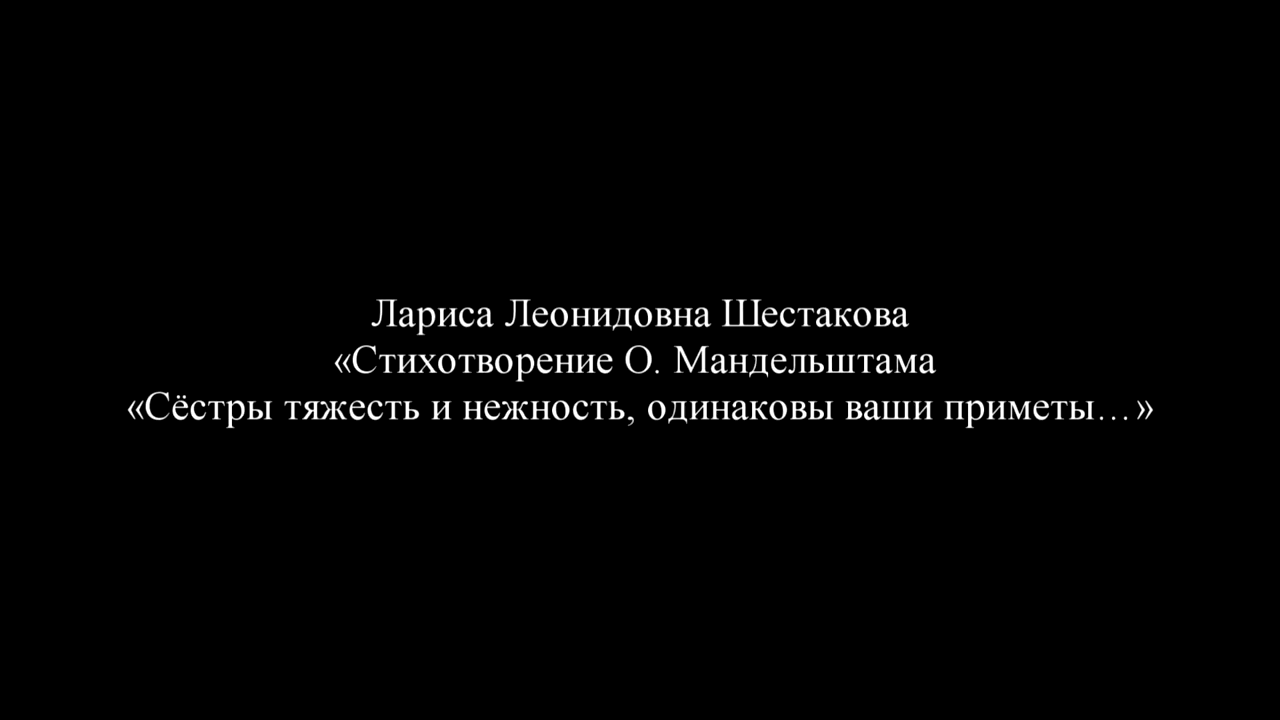 Лариса Леонидовна Шестакова
«Стихотворение О. Мандельштама
«Сёстры тяжесть и нежность, одинаковы ваши приметы…»